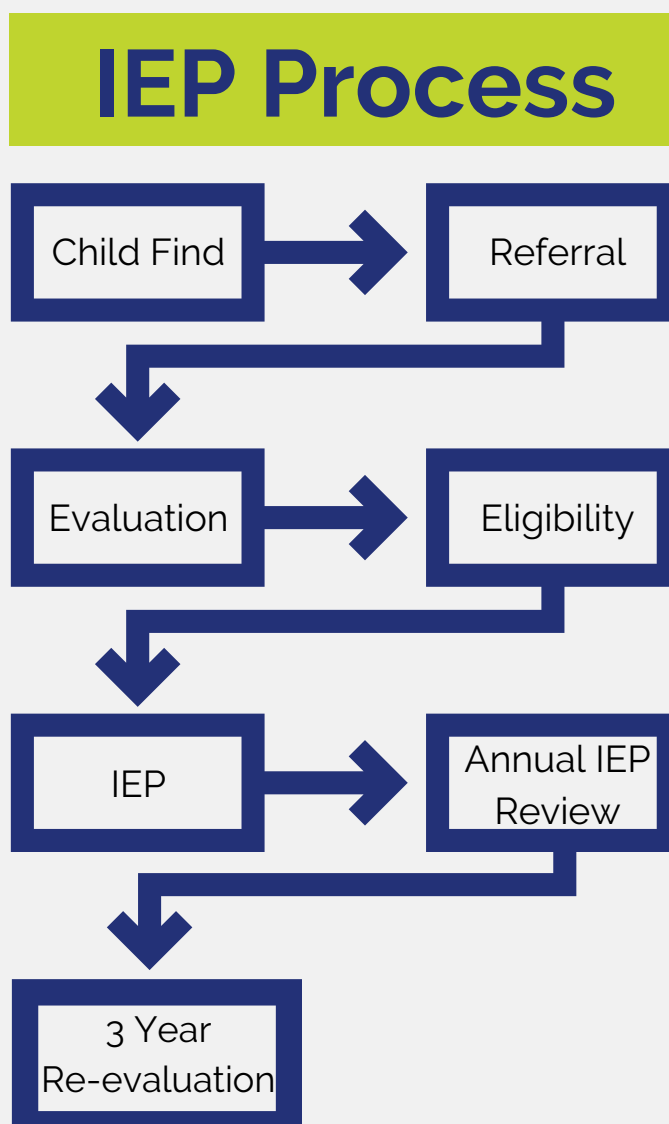 IEP Process
Child Find
Referral
Evaluation
Eligibility
IEP
Annual IEP
Review
3 Year
Re-evaluation